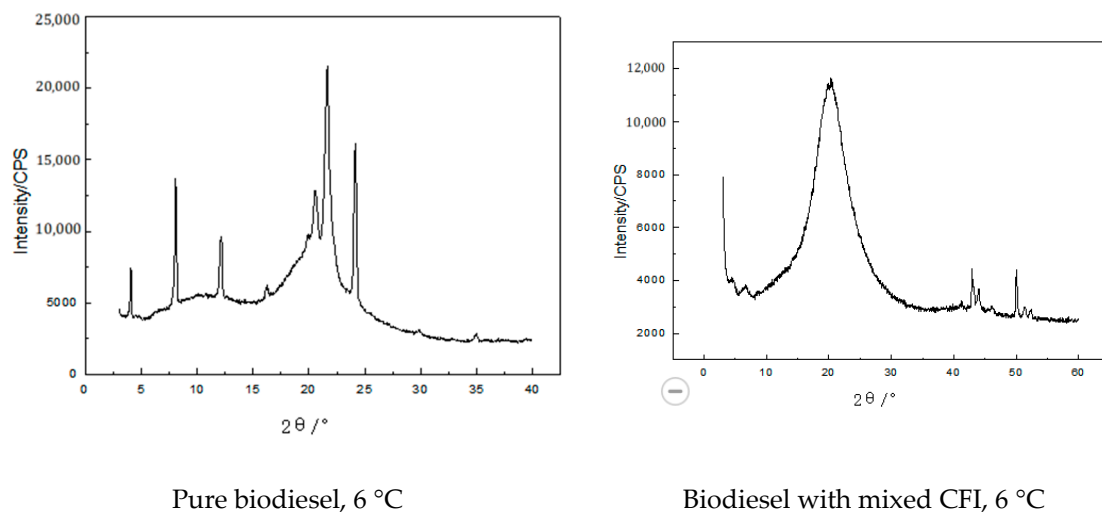 25,000
20,000
15,000
10,000
5000
0
Intensity/CPS
0 5 10 15 20 25 30 35 40
2θ/°
Pure biodiesel, 6 °C
12,000
10,000
8000
6000
4000
2000
Intensity/CPS
0 10 20 30 40 50 60
2θ/°
Biodiesel with mixed CFI, 6 °C